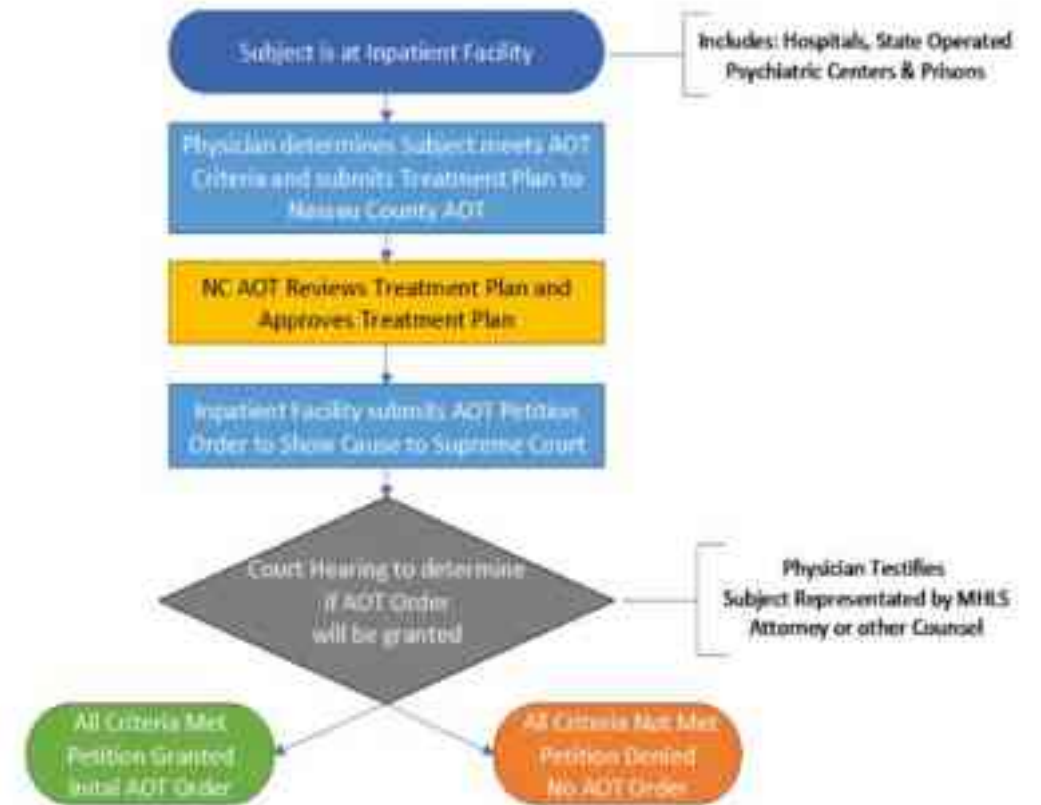 Subject is at Inpatient Facility
Includes: Hospitals, State Operated
Psychiatric Centers & Prisons
Physician determines Subject meets AOT
Criteria and submits Treatment Plan to
Nassau County AOT
NC AOT Reviews Treatment Plan and
Approves Treatment Plan
Inpatient Facility submits AOT Petition
Order to Show Cause to Supreme Court
Court Hearing to determine
if AOT Order
will be granted
Physician Testifies
Subject Representated by MHLS
Attorney or other Counsel
All Criteria Met
Petition Granted
Inital AOT Order
All Criteria Not Met
Petition Denied
No AOT Order